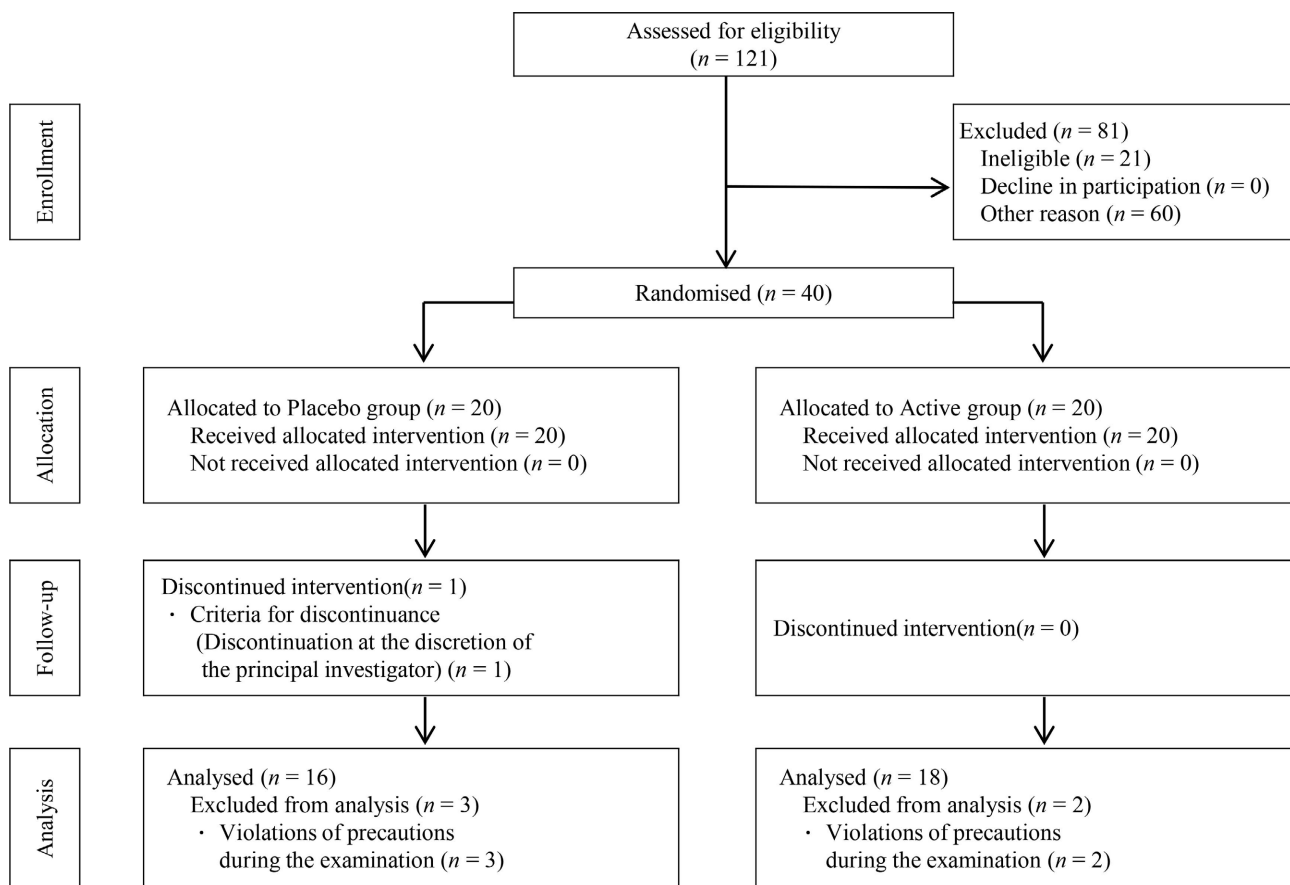 Assessed for eligibility
(n = 121)
Enrollment
Excluded (n = 81)
Ineligible (n = 21)
Decline in participation (n = 0)
Other reason (n = 60)
Randomised (n = 40)
Allocation
Allocated to Placebo group (n = 20)
Received allocated intervention (n = 20)
Not received allocated intervention (n = 0)
Allocated to Active group (n = 20)
Received allocated intervention (n = 20)
Not received allocated intervention (n = 0)
Follow-up
Discontinued intervention(n = 1)
・ Criteria for discontinuance
(Discontinuation at the discretion of
the principal investigator) (n = 1)
Discontinued intervention(n = 0)
Analysis
Analysed (n = 16)
Excluded from analysis (n = 3)
・ Violations of precautions
during the examination (n = 3)
Analysed (n = 18)
Excluded from analysis (n = 2)
・ Violations of precautions
during the examination (n = 2)